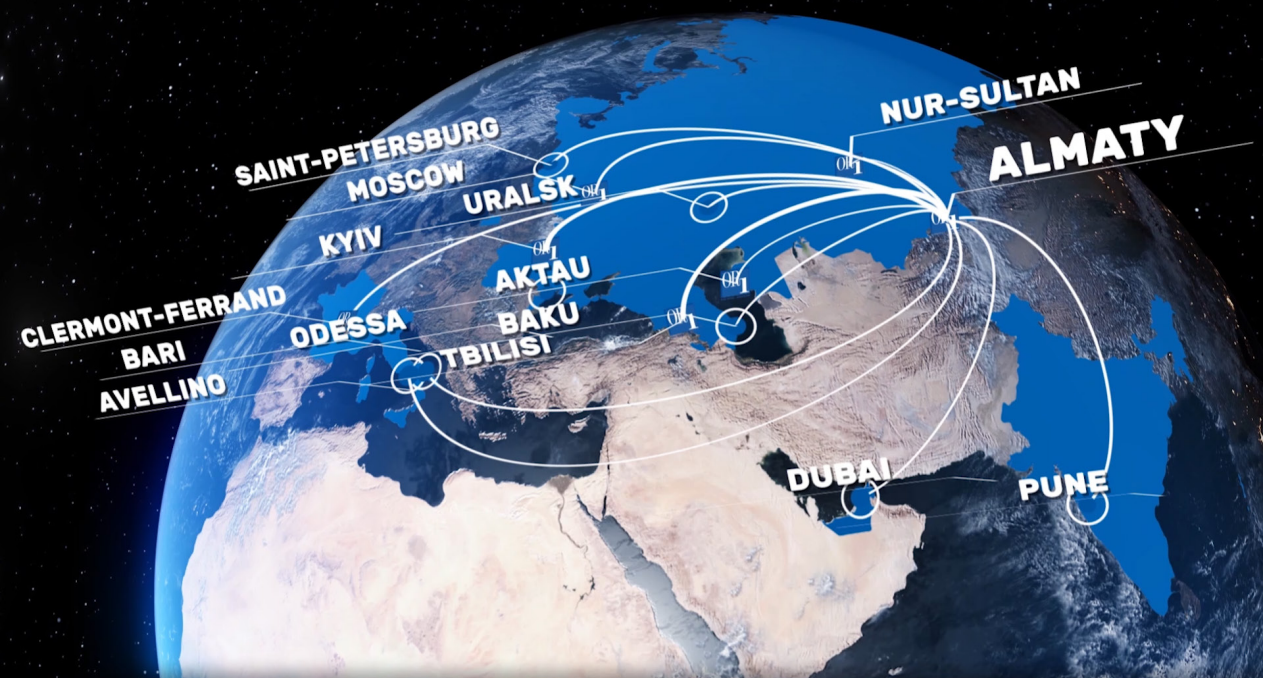 NUR-SULTAN
ALMATY
SAINT-PETERSBURG
MOSCOW
URALSK
KYIV
AKTAU
CLERMONT-FERRAND
ODESSA
BAKU
BARI
TBILISI
AVELLINO
DUBAI
PUNE